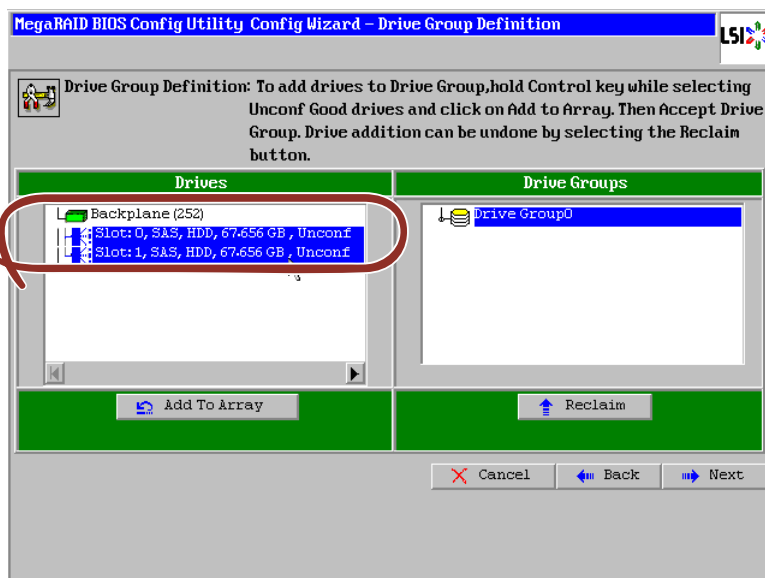 MegaRAID BIOS Config Utility Config Wizard – Drive Group Definition
LSI
Drive Group Definition: To add drives to Drive Group,hold Control key while selecting
Unconf Good drives and click on Add to Array. Then Accept Drive
Group. Drive addition can be undone by selecting the Reclaim
button.
Drives
Drive Groups
Backplane (252)
Slot: 0, SAS, HDD, 67.656 GB , Unconf
Slot: 1, SAS, HDD, 67.656 GB , Unconf
Drive Group0
Add To Array
Reclaim
Cancel
Back
Next